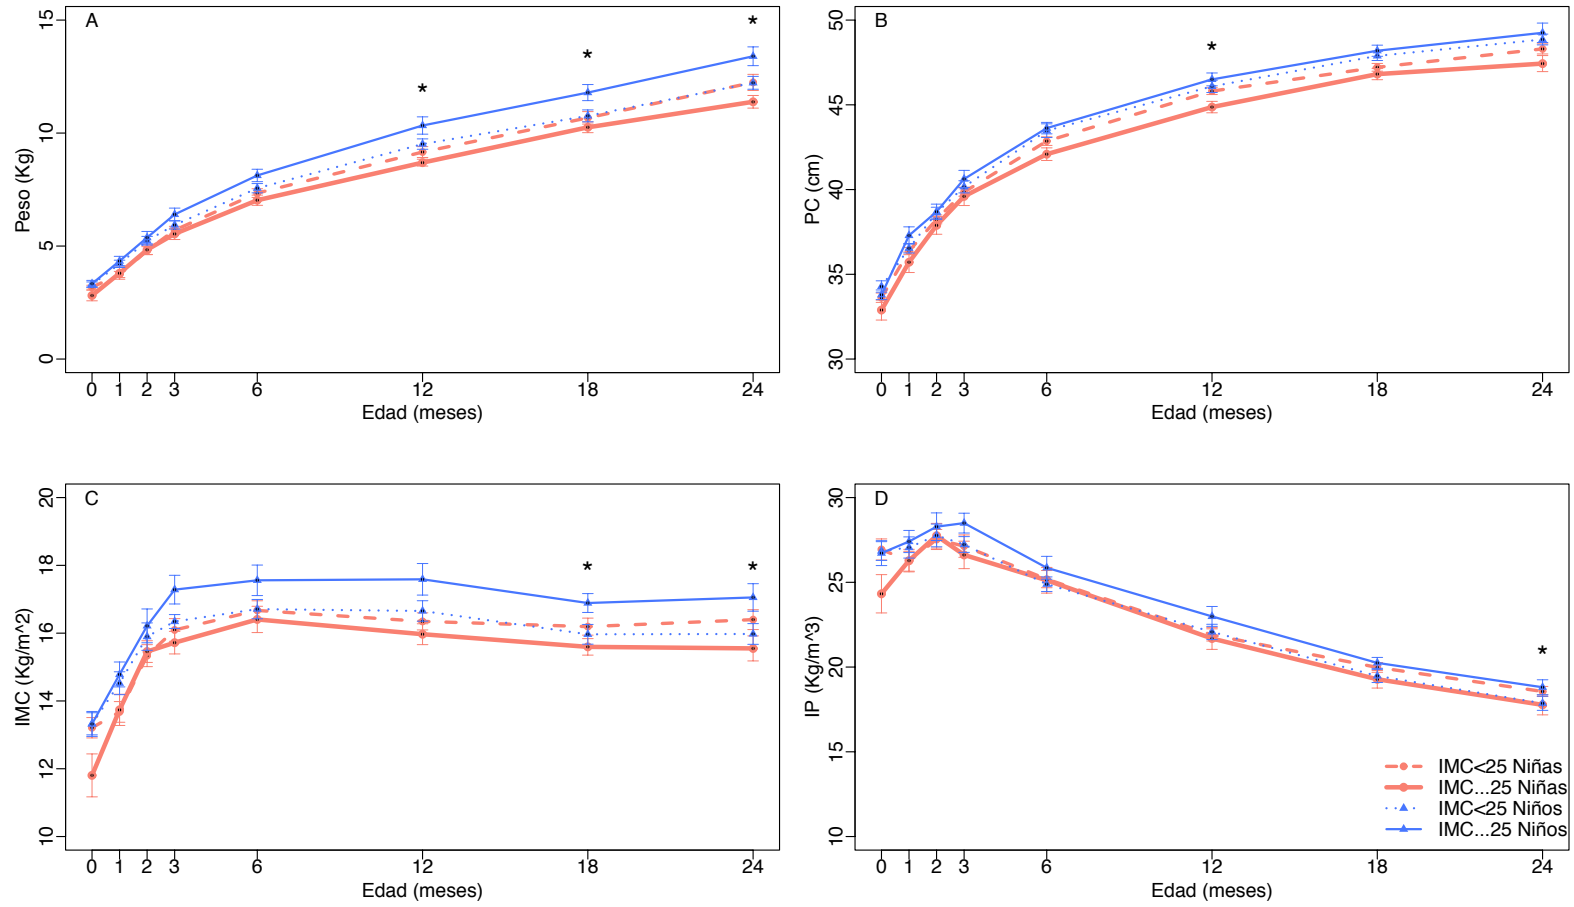 A
*
*
*
15
10
5
0
Peso (Kg)
0 1 2 3 6 12 18 24
Edad (meses)
B
*
50
45
40
35
30
PC (cm)
0 1 2 3 6 12 18 24
Edad (meses)
C
*
*
20
18
16
14
12
10
IMC (Kg/m^2)
0 1 2 3 6 12 18 24
Edad (meses)
D
*
30
25
20
15
10
IP (Kg/m^3)
IMC<25 Niñas
IMC...25 Niñas
IMC<25 Niños
IMC...25 Niños
0 1 2 3 6 12 18 24
Edad (meses)